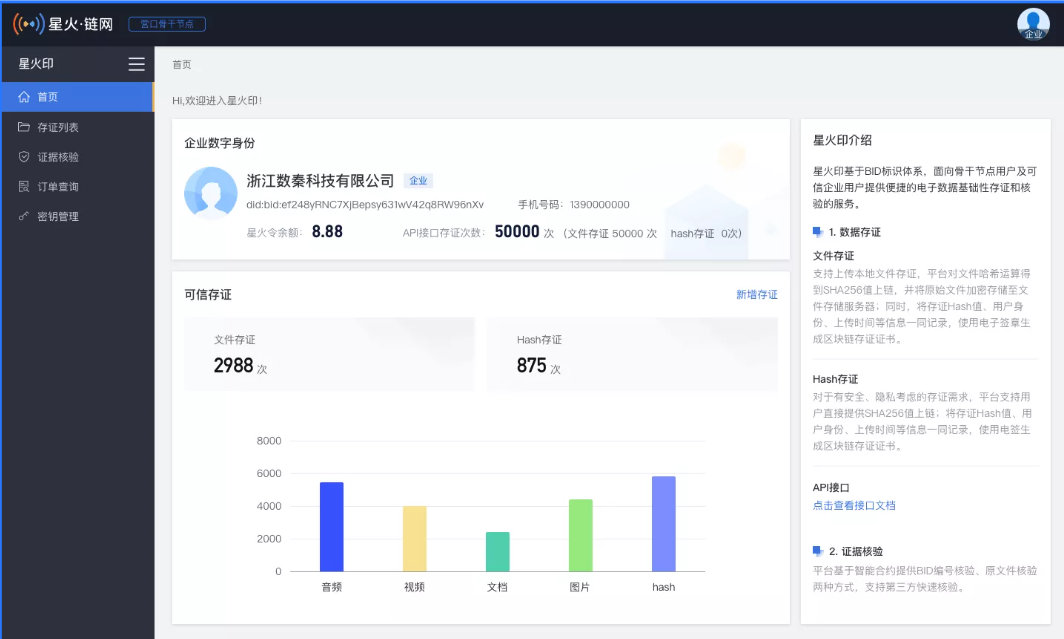 星火·链网
营口骨干节点
企业
星火印
首页
存证列表
证据核验
订单查询
密钥管理
首页
Hi,欢迎进入星火印!
企业数字身份
浙江数秦科技有限公司 企业
did:bid:ef248yRNC7XJBepsy631wV42q8RW96nXv 手机号码: 1390000000
星火令余额: 8.88 API接口存证次数: 50000 次 (文件存证 50000 次 hash存证 0次)
可信存证
新增存证
文件存证
2988 次
Hash存证
875 次
8000
6000
4000
2000
0
音频 视频 文档 图片 hash
星火印介绍
星火印基于BID标识体系，面向骨干节点用户及可
信企业用户提供便捷的电子数据基础性存证和核
验的服务。
1. 数据存证
文件存证
支持上传本地文件存证，平台对文件哈希运算得
到SHA256值上链，并将原始文件加密存储至文
件存储服务器；同时，将存证Hash值、用户身
份、上传时间等信息一同记录，使用电子签章生
成区块链存证证书。
Hash存证
对于有安全、隐私考虑的存证需求，平台支持用
户直接提供SHA256值上链；将存证Hash值、用
户身份、上传时间等信息一同记录，使用电签生
成区块链存证证书。
API接口
点击查看接口文档
2. 证据核验
平台基于智能合约提供BID编号核验、原文件核验
两种方式，支持第三方快速核验。